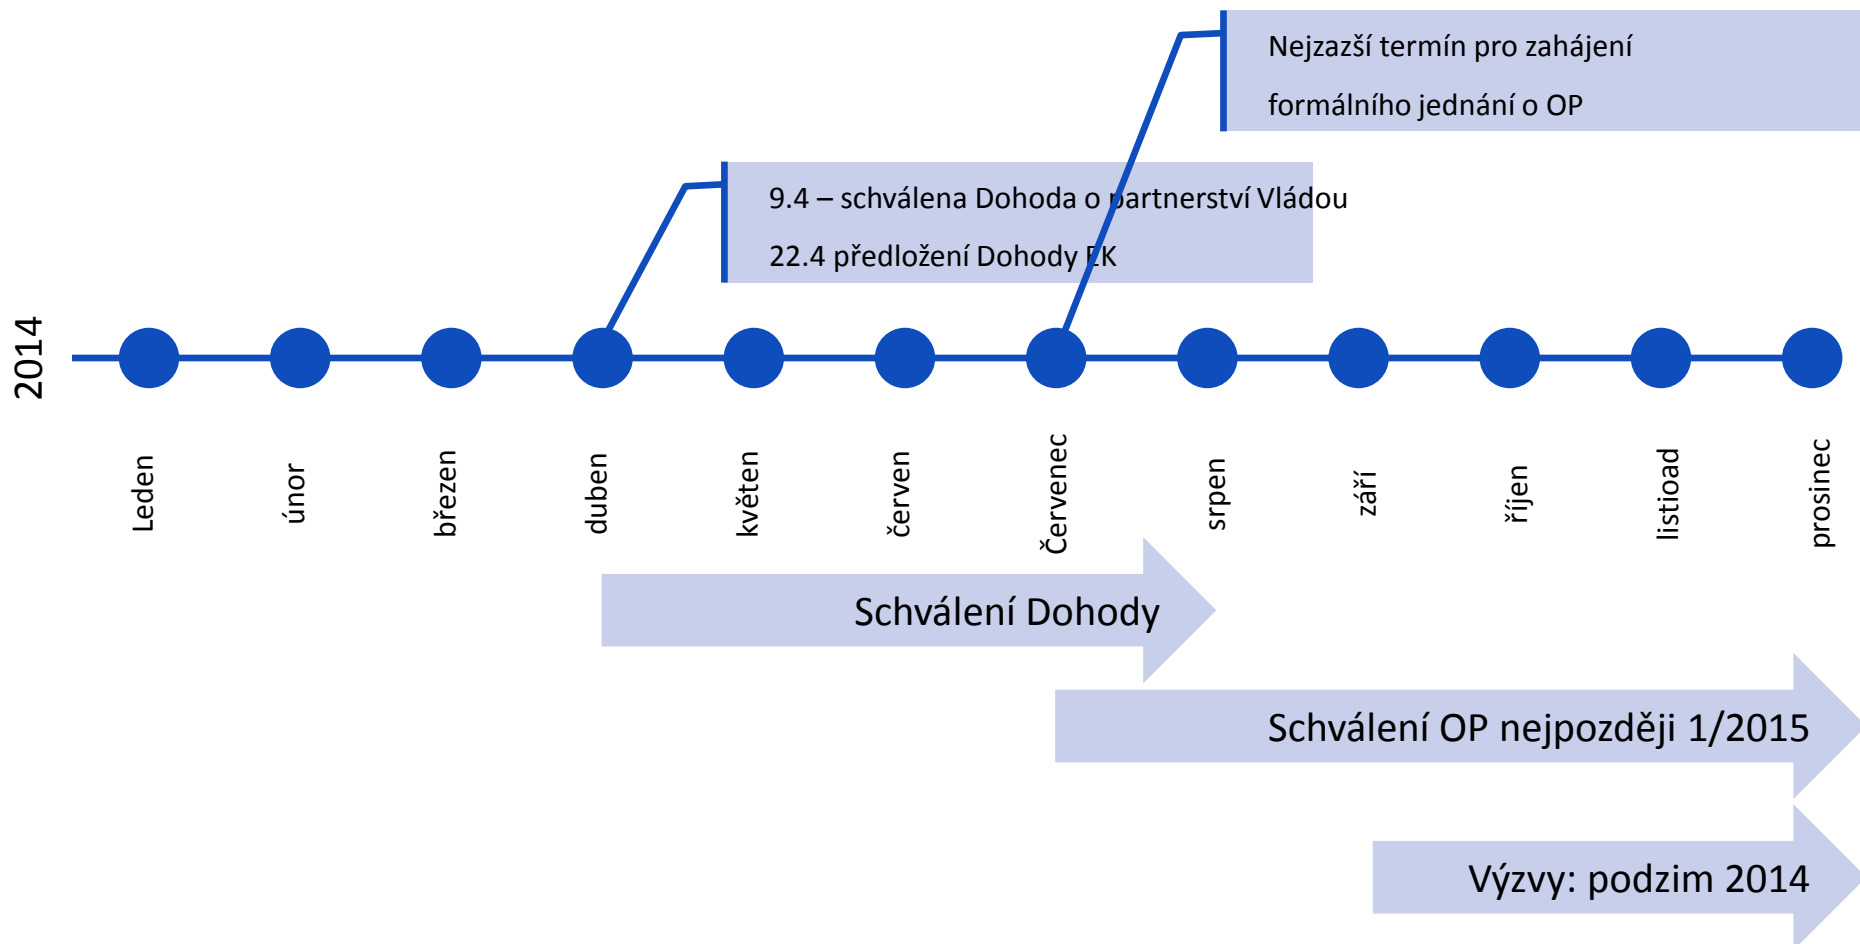 Nejzazší termín pro zahájení
formálního jednání o OP
9.4 – schválena Dohoda o partnerství Vládou
22.4 předložení Dohody EK
2014
Leden
únor
březen
duben
květen
červen
Červenec
srpen
září
říjen
listioad
prosinec
Schválení Dohody
Schválení OP nejpozději 1/2015
Výzvy: podzim 2014